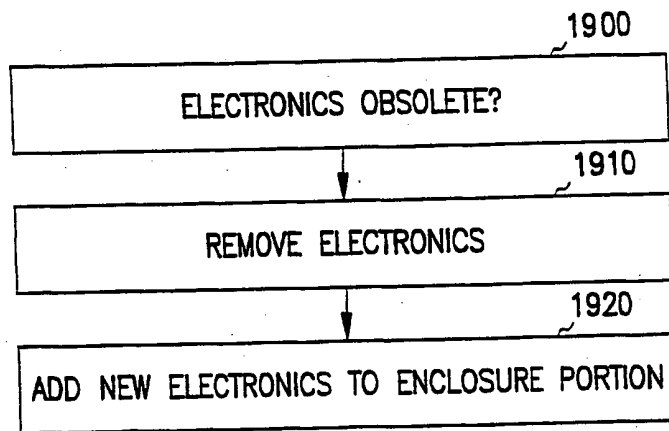 1900
ELECTRONICS OBSOLETE?
1910
REMOVE ELECTRONICS
1920
ADD NEW ELECTRONICS TO ENCLOSURE PORTION